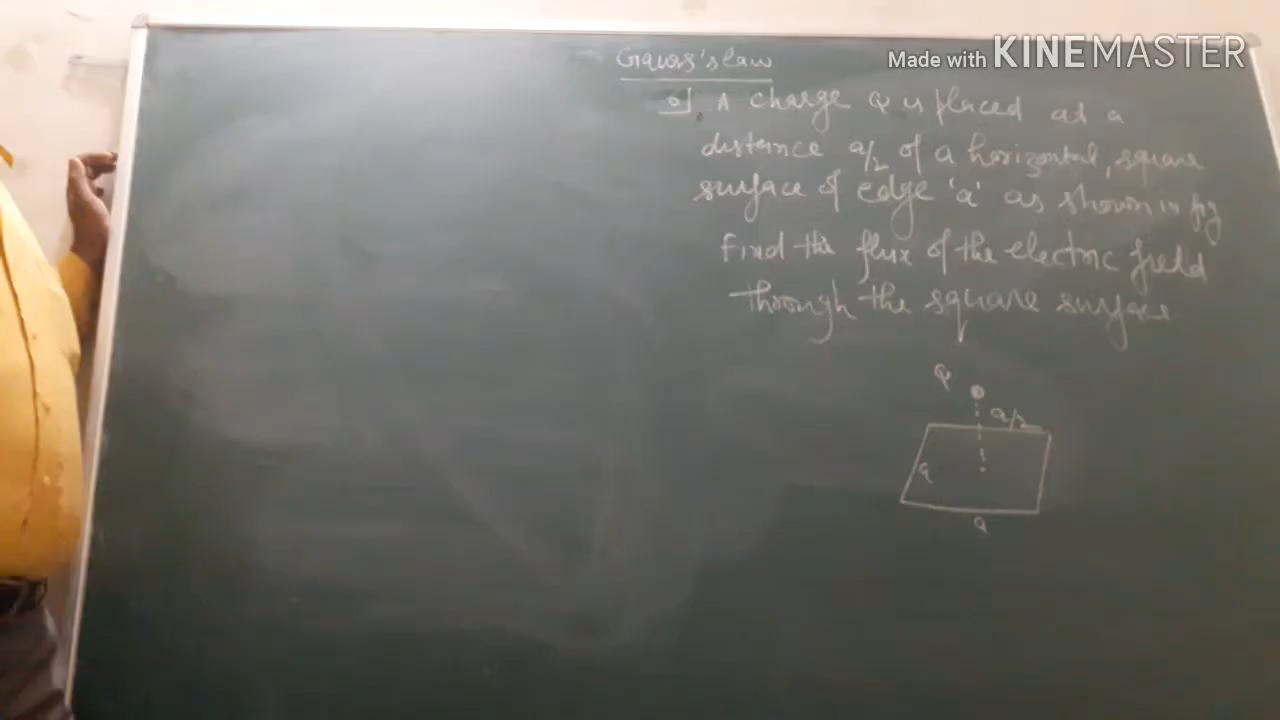 Made with KINEMASTER
Gauss's law
Q1. A charge Q is placed at a
distance a/2 of a horizontal, square
surface of edge 'a' as shown in fig
Find the flux of the electric field
through the square surface
Q
a/2
a
a